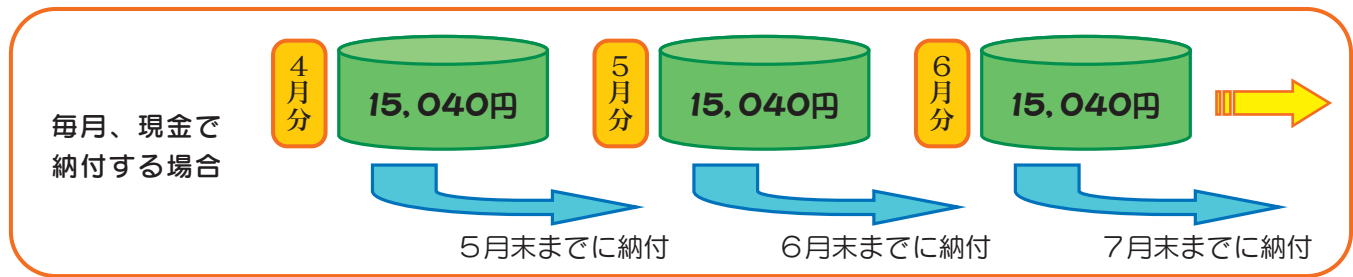 毎月、現金で
納付する場合
4月分
15,040円
5月末までに納付
5月分
15,040円
6月末までに納付
6月分
15,040円
7月末までに納付